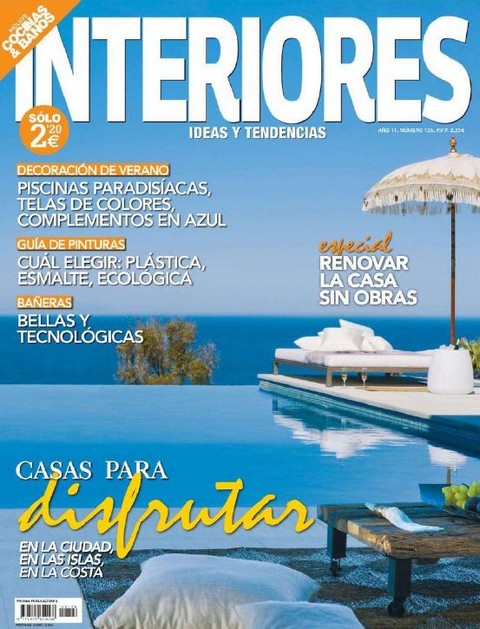 INCLUYE
COCINAS
& BAÑOS
INTERIORES
IDEAS Y TENDENCIAS
SÓLO
2'20
€
DECORACIÓN DE VERANO
PISCINAS PARADISÍACAS,
TELAS DE COLORES,
COMPLEMENTOS EN AZUL
GUÍA DE PINTURAS
CUÁL ELEGIR: PLÁSTICA,
ESMALTE, ECOLÓGICA
BAÑERAS
BELLAS Y
TECNOLÓGICAS
especial
RENOVAR
LA CASA
SIN OBRAS
CASAS PARA
disfrutar
EN LA CIUDAD,
EN LAS ISLAS,
EN LA COSTA